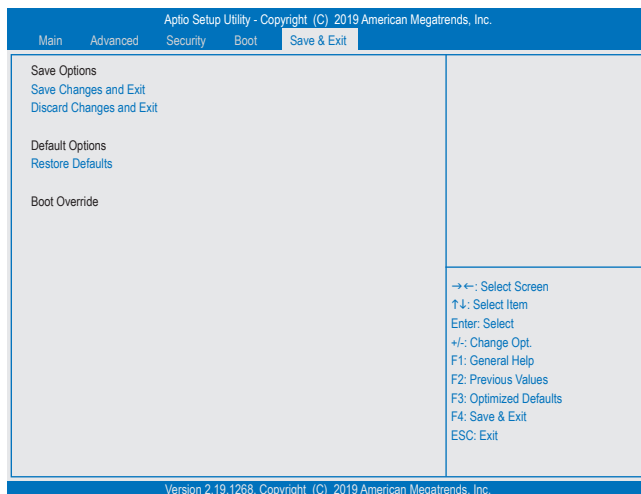 Aptio Setup Utility - Copyright (C) 2019 American Megatrends, Inc.
Main Advanced Security Boot Save & Exit
Save Options
Save Changes and Exit
Discard Changes and Exit
Default Options
Restore Defaults
Boot Override
→←: Select Screen
↑↓: Select Item
Enter: Select
+/-: Change Opt.
F1: General Help
F2: Previous Values
F3: Optimized Defaults
F4: Save & Exit
ESC: Exit
Version 2.19.1268. Copyright (C) 2019 American Megatrends, Inc.